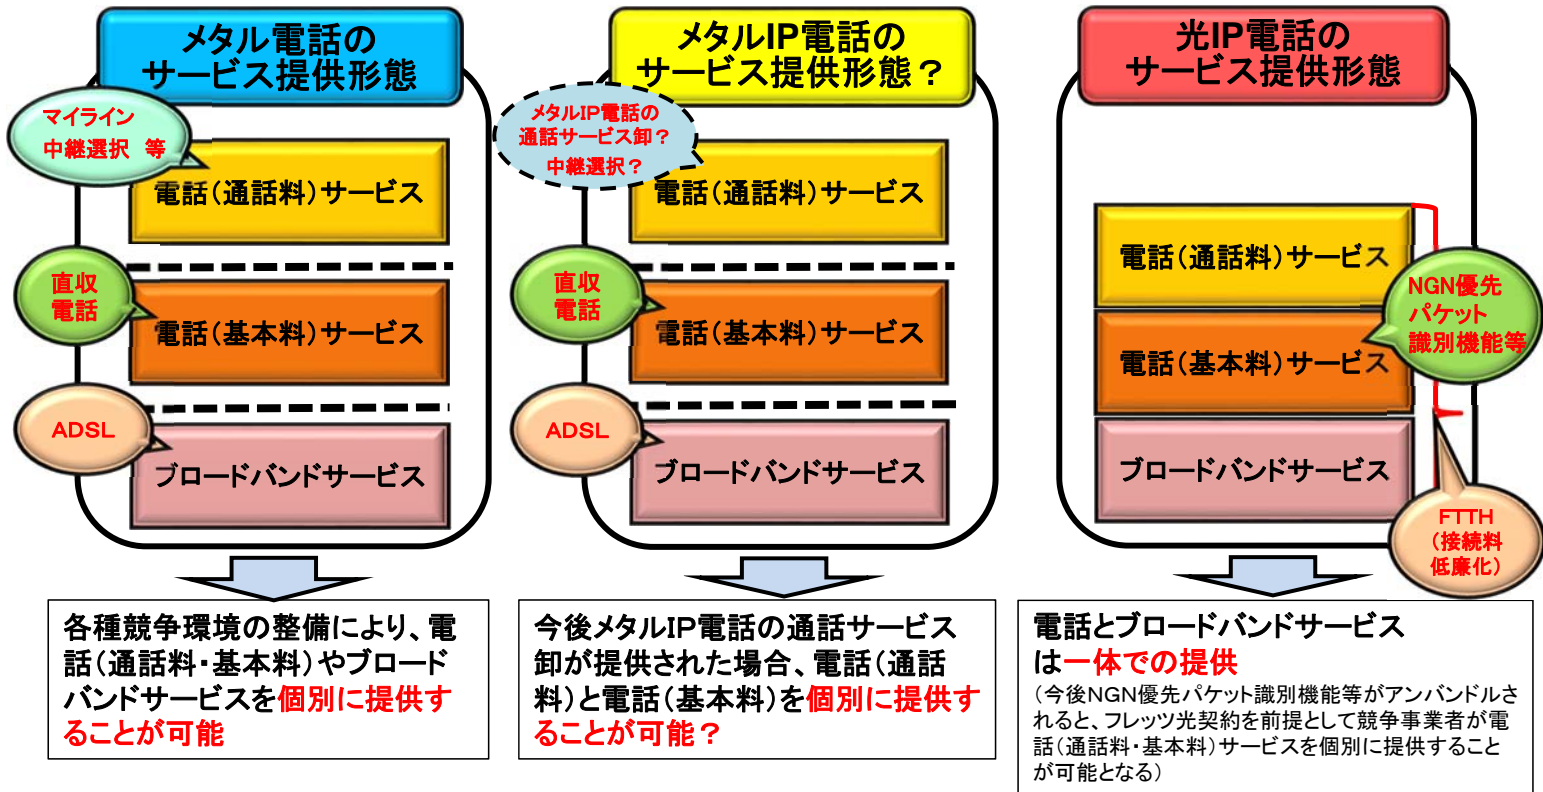 メタル電話の
サービス提供形態
マイライン
中継選択 等
電話(通話料)サービス
直収
電話
電話(基本料)サービス
ADSL
ブロードバンドサービス
各種競争環境の整備により、電
話(通話料・基本料)やブロード
バンドサービスを個別に提供す
ることが可能
メタルIP電話の
サービス提供形態?
メタルIP電話の
通話サービス卸?
中継選択?
電話(通話料)サービス
直収
電話
電話(基本料)サービス
ADSL
ブロードバンドサービス
今後メタルIP電話の通話サービス
卸が提供された場合、電話(通話
料)と電話(基本料)を個別に提供す
ることが可能?
光IP電話の
サービス提供形態
電話(通話料)サービス
NGN優先
パケット
識別機能等
電話(基本料)サービス
ブロードバンドサービス
FTTH
(接続料
低廉化)
電話とブロードバンドサービス
は一体での提供
(今後NGN優先パケット識別機能等がアンバンドルさ
れると、フレッツ光契約を前提として競争事業者が電
話(通話料・基本料)サービスを個別に提供すること
が可能となる)